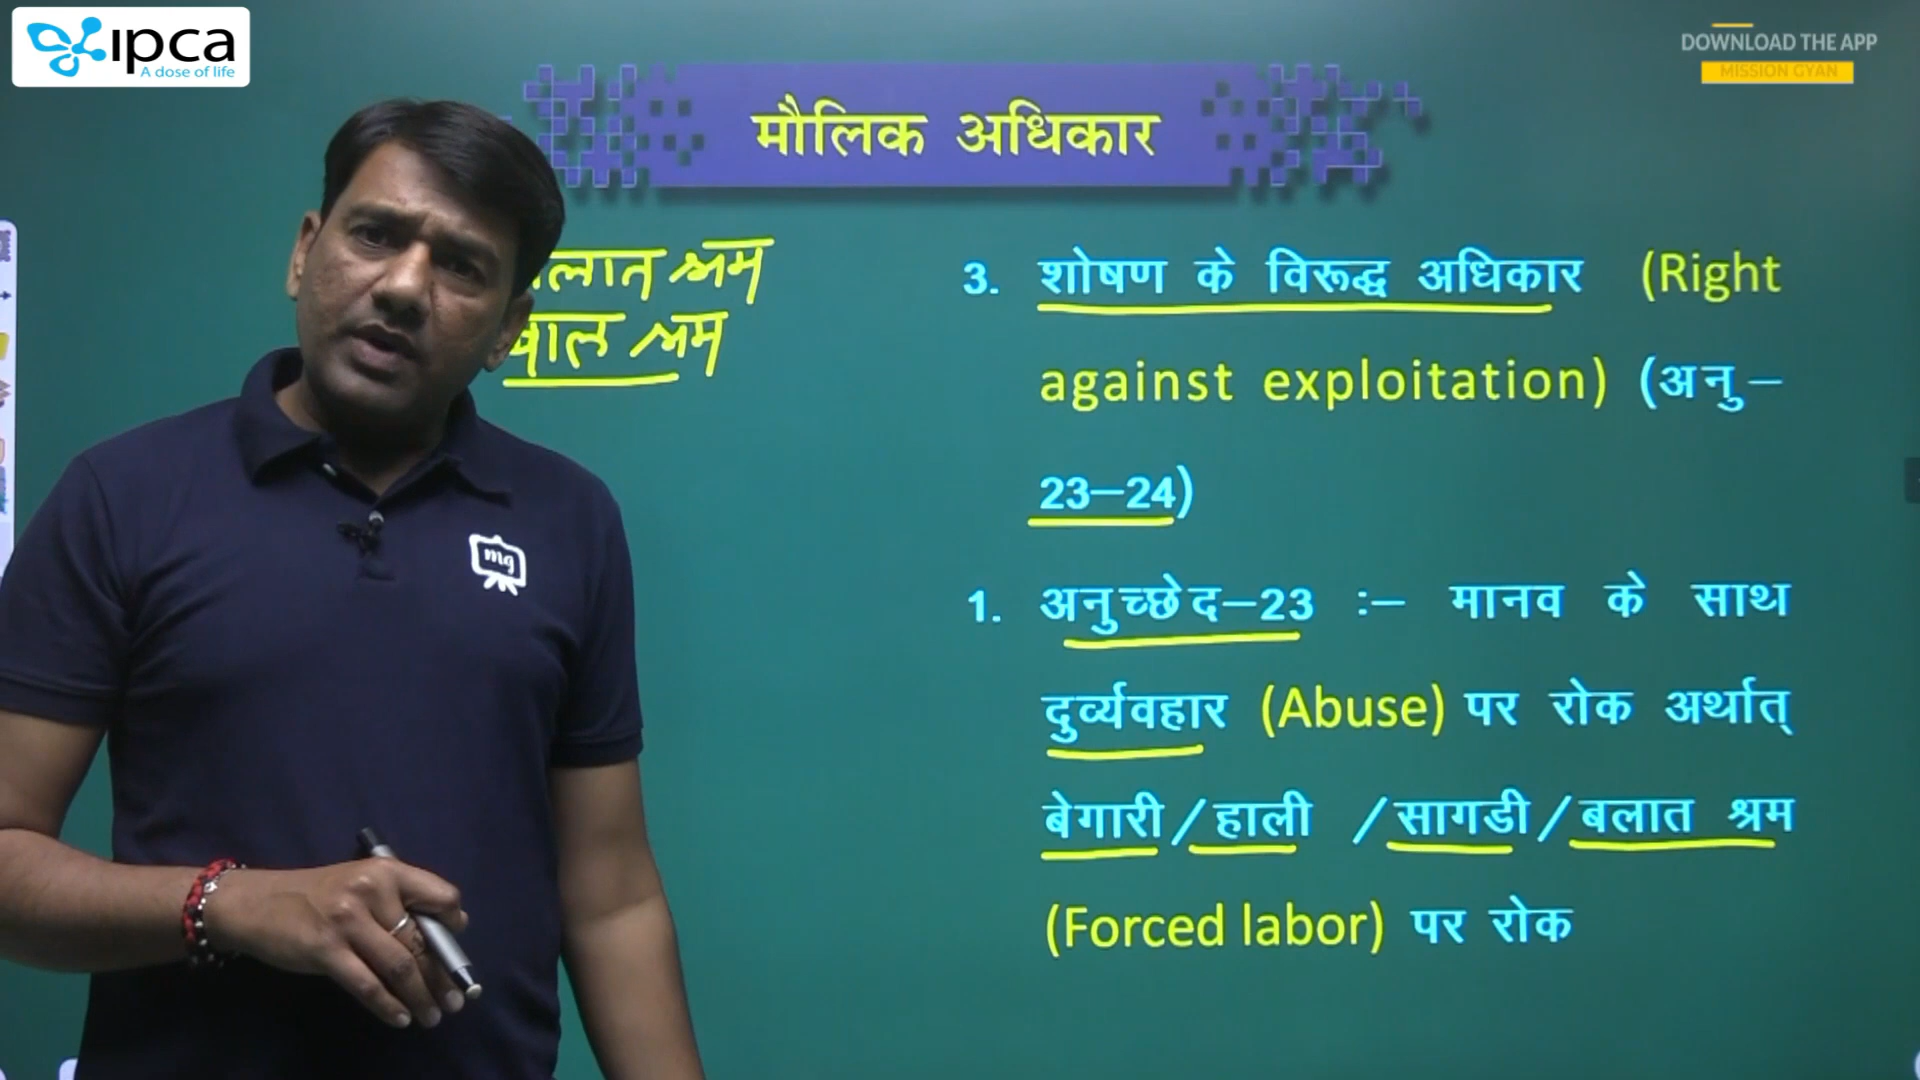 ipca
A dose of life
DOWNLOAD THE APP
MISSION GYAN
मौलिक अधिकार
श्रम
बाल श्रम
mg
3. शोषण के विरूद्ध अधिकार (Right
against exploitation) (अनु–
23–24)
1. अनुच्छेद–23 :– मानव के साथ
दुर्व्यवहार (Abuse) पर रोक अर्थात्
बेगारी/हाली /सागडी/बलात श्रम
(Forced labor) पर रोक